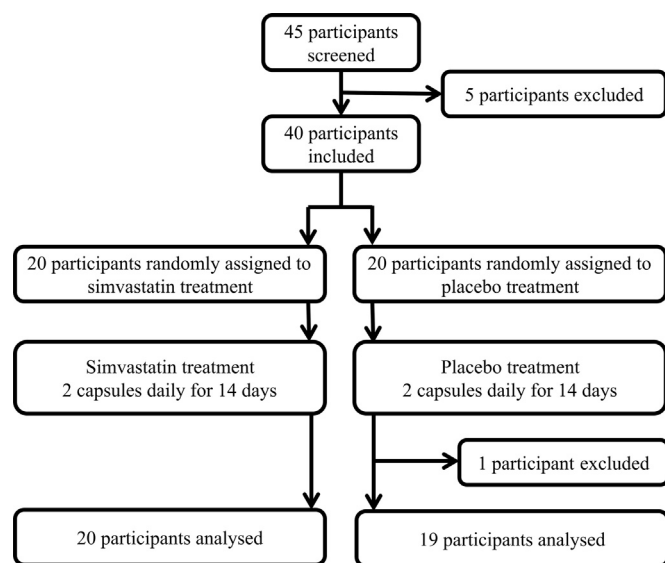 45 participants
screened
5 participants excluded
40 participants
included
20 participants randomly assigned to
simvastatin treatment
20 participants randomly assigned to
placebo treatment
Simvastatin treatment
2 capsules daily for 14 days
Placebo treatment
2 capsules daily for 14 days
1 participant excluded
20 participants analysed
19 participants analysed